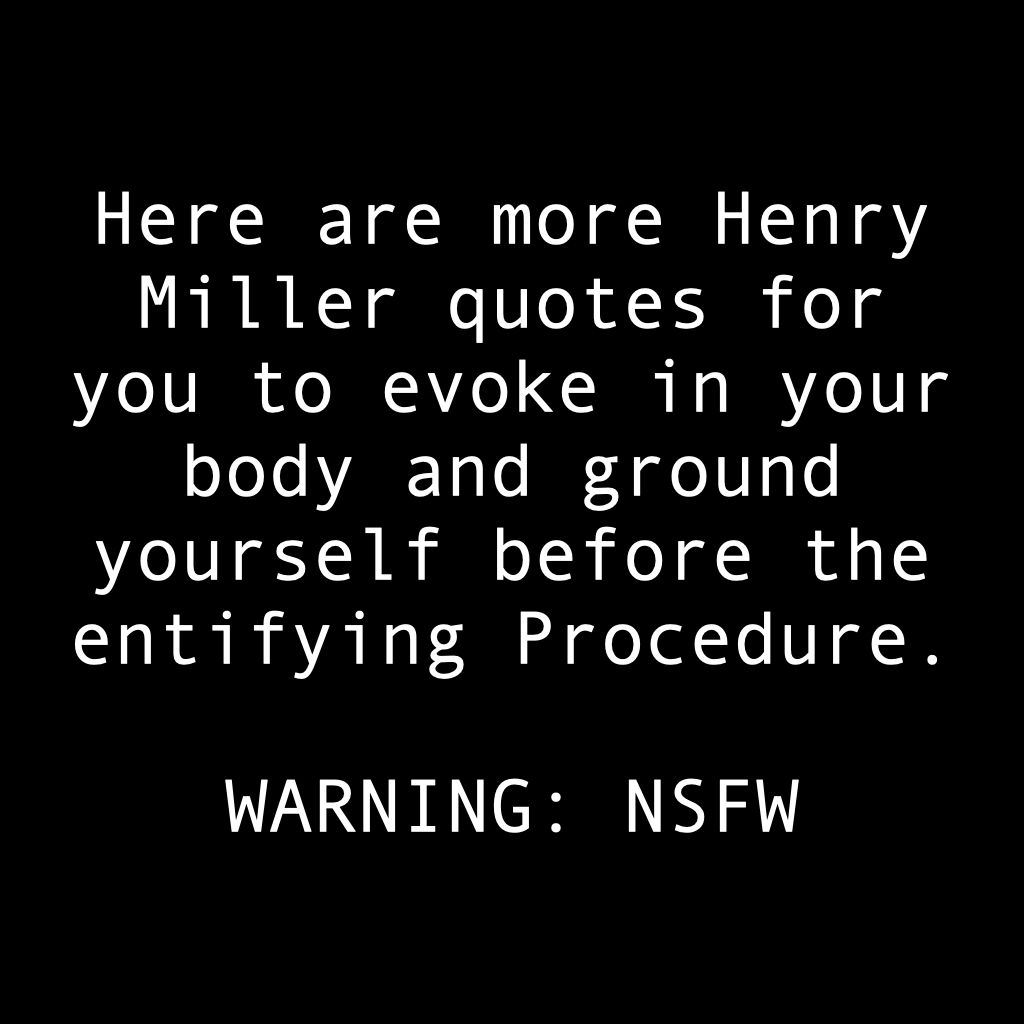 Here are more Henry
Miller quotes for
you to evoke in your
body and ground
yourself before the
entifying Procedure.
WARNING: NSFW